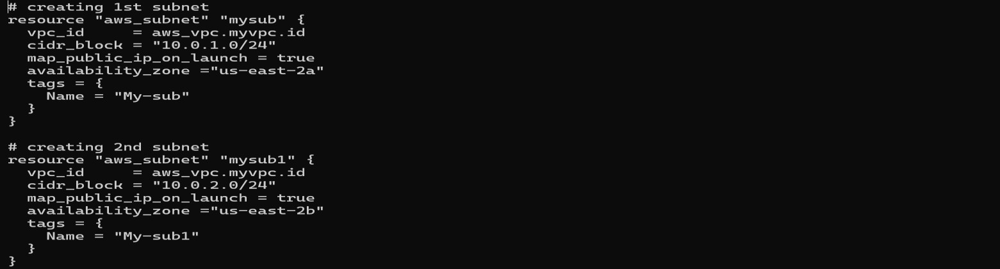 # creating 1st subnet
resource "aws_subnet" "mysub" {
  vpc_id     = aws_vpc.myvpc.id
  cidr_block = "10.0.1.0/24"
  map_public_ip_on_launch = true
  availability_zone ="us-east-2a"
  tags = {
    Name = "My-sub"
  }
}

# creating 2nd subnet
resource "aws_subnet" "mysub1" {
  vpc_id     = aws_vpc.myvpc.id
  cidr_block = "10.0.2.0/24"
  map_public_ip_on_launch = true
  availability_zone ="us-east-2b"
  tags = {
    Name = "My-sub1"
  }
}